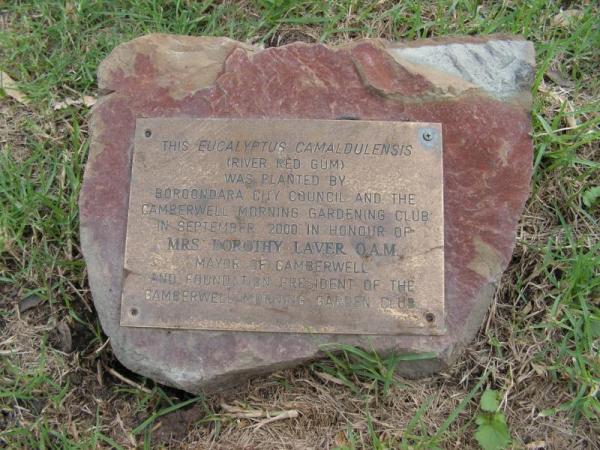 THIS EUCALYPTUS CAMALDULENSIS
(RIVER RED GUM)
WAS PLANTED BY
BOROONDARA CITY COUNCIL AND THE
CAMBERWELL MORNING GARDENING CLUB
IN SEPTEMBER 2000 IN HONOUR OF
MRS DOROTHY LAVER O.A.M.
MAYOR OF CAMBERWELL
AND FOUNDATION PRESIDENT OF THE
CAMBERWELL MORNING GARDEN CLUB